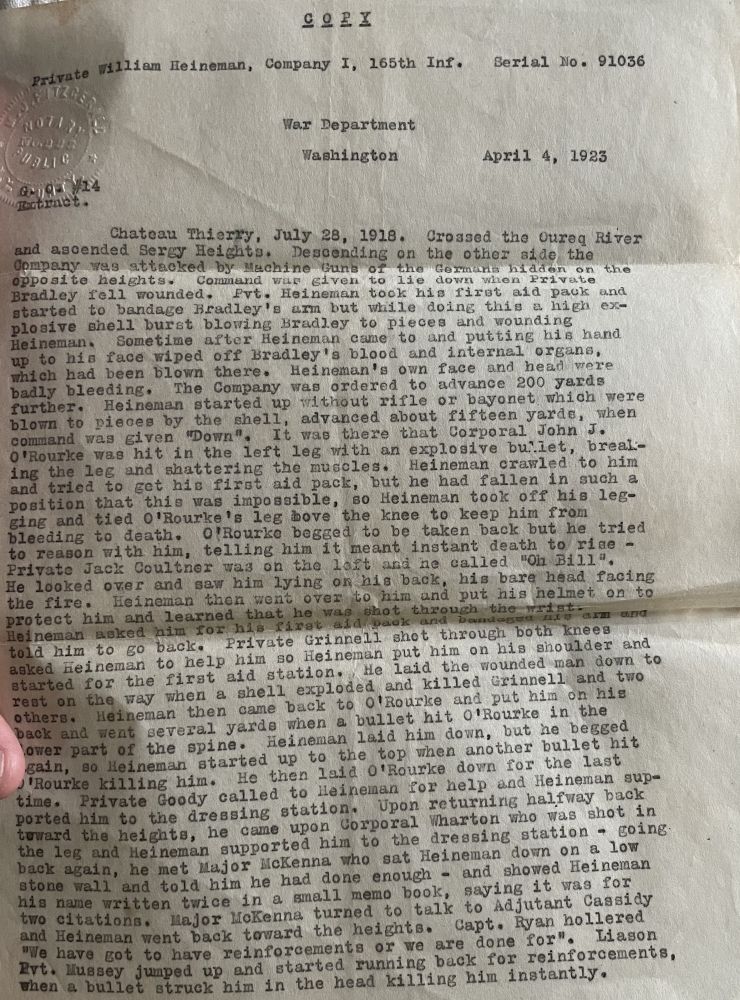 COPY
Private William Heineman, Company I, 165th Inf. Serial No. 91036
War Department
Washington April 4, 1923
NOTARY
PUBLIC
G. O. #14
Extract.
Chateau Thierry, July 28, 1918. Crossed the Oureq River
and ascended Sergy Heights. Descending on the other side the
Company was attacked by Machine Guns of the Germans hidden on the
opposite heights. Command was given to lie down when Private
Bradley fell wounded. Pvt. Heineman took his first aid pack and
started to bandage Bradley's arm but while doing this a high ex-
plosive shell burst blowing Bradley to pieces and wounding
Heineman. Sometime after Heineman came to and putting his hand
up to his face wiped off Bradley's blood and internal organs,
which had been blown there. Heineman's own face and head were
badly bleeding. The Company was ordered to advance 200 yards
further. Heineman started up without rifle or bayonet which were
blown to pieces by the shell, advanced about fifteen yards, when
command was given "Down". It was there that Corporal John J.
O'Rourke was hit in the left leg with an explosive bullet, break-
ing the leg and shattering the muscles. Heineman crawled to him
and tried to get his first aid pack, but he had fallen in such a
position that this was impossible, so Heineman took off his leg-
ging and tied O'Rourke's leg bove the knee to keep him from
bleeding to death. O'Rourke begged to be taken back but he tried
to reason with him, telling him it meant instant death to rise -
Private Jack Coultner was on the left and he called "Oh Bill".
He looked over and saw him lying on his back, his bare head facing
the fire. Heineman then went over to him and put his helmet on to
protect him and learned that he was shot through the wrist.
Heineman asked him for his first aid pack and bandaged his arm and
told him to go back. Private Grinnell shot through both knees
asked Heineman to help him so Heineman put him on his shoulder and
started for the first aid station. He laid the wounded man down to
rest on the way when a shell exploded and killed Grinnell and two
others. Heineman then came back to O'Rourke and put him on his
back and went several yards when a bullet hit O'Rourke in the
lower part of the spine. Heineman laid him down, but he begged
again, so Heineman started up to the top when another bullet hit
O'Rourke killing him. He then laid O'Rourke down for the last
time. Private Goody called to Heineman for help and Heineman sup-
ported him to the dressing station. Upon returning halfway back
toward the heights, he came upon Corporal Wharton who was shot in
the leg and Heineman supported him to the dressing station - going
back again, he met Major McKenna who sat Heineman down on a low
stone wall and told him he had done enough - and showed Heineman
his name written twice in a small memo book, saying it was for
two citations. Major McKenna turned to talk to Adjutant Cassidy
and Heineman went back toward the heights. Capt. Ryan hollered
"We have got to have reinforcements or we are done for". Liason
Pvt. Mussey jumped up and started running back for reinforcements,
when a bullet struck him in the head killing him instantly.